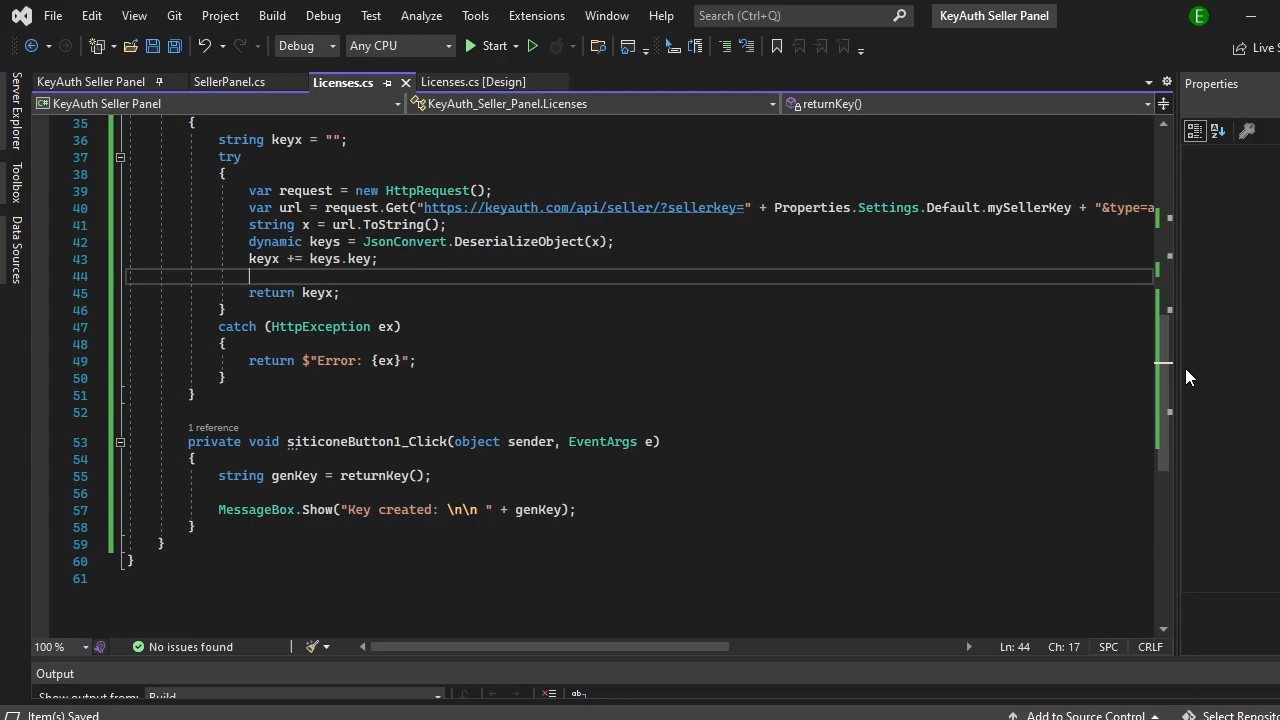 File Edit View Git Project Build Debug Test Analyze Tools Extensions Window Help Search (Ctrl+Q) KeyAuth Seller Panel E
Debug Any CPU Start Live S
Server Explorer
Toolbox
Data Sources
KeyAuth Seller Panel SellerPanel.cs Licenses.cs Licenses.cs [Design]
KeyAuth Seller Panel KeyAuth_Seller_Panel.Licenses returnKey()
35 {
36 string keyx = "";
37 try
38 {
39 var request = new HttpRequest();
40 var url = request.Get("https://keyauth.com/api/seller/?sellerkey=" + Properties.Settings.Default.mySellerKey + "&type=a
41 string x = url.ToString();
42 dynamic keys = JsonConvert.DeserializeObject(x);
43 keyx += keys.key;
44
45 return keyx;
46 }
47 catch (HttpException ex)
48 {
49 return $"Error: {ex}";
50 }
51 }
52
1 reference
53 private void siticoneButton1_Click(object sender, EventArgs e)
54 {
55 string genKey = returnKey();
56
57 MessageBox.Show("Key created: \n\n " + genKey);
58 }
59 }
60 }
61
100 % No issues found Ln: 44 Ch: 17 SPC CRLF
Output
Show output from: Build
Item(s) Saved Add to Source Control Select Reposito
Properties